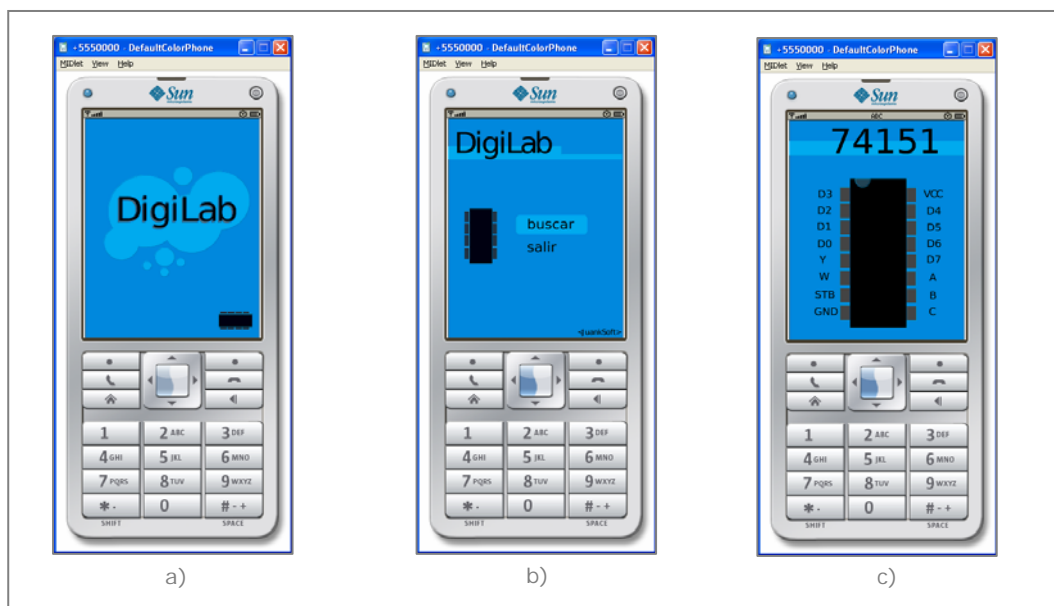 +5550000 - DefaultColorPhone
MIDlet View Help
Sun
DigiLab
1
2 ABC
3 DEF
4 GHI
5 JKL
6 MNO
7 PQRS
8 TUV
9 WXYZ
* .
0
# - +
SHIFT
SPACE
a)
+5550000 - DefaultColorPhone
MIDlet View Help
Sun
DigiLab
buscar
salir
<JuankSoft>
1
2 ABC
3 DEF
4 GHI
5 JKL
6 MNO
7 PQRS
8 TUV
9 WXYZ
* .
0
# - +
SHIFT
SPACE
b)
+5550000 - DefaultColorPhone
MIDlet View Help
Sun
ABC
74151
D3 VCC
D2 D4
D1 D5
D0 D6
Y D7
W A
STB B
GND C
1
2 ABC
3 DEF
4 GHI
5 JKL
6 MNO
7 PQRS
8 TUV
9 WXYZ
* .
0
# - +
SHIFT
SPACE
c)